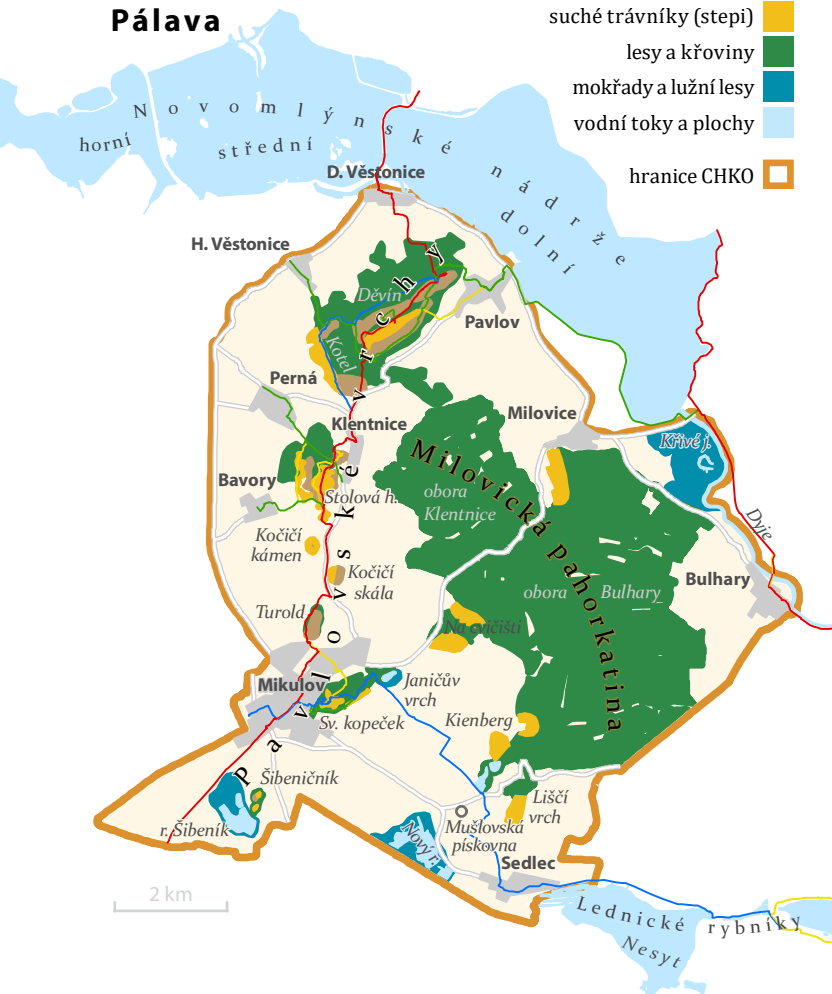 Pálava
suché trávníky (stepi)
lesy a křoviny
mokřady a lužní lesy
vodní toky a plochy
hranice CHKO
Novomlýnské nádrže
horní
střední
dolní
D. Věstonice
H. Věstonice
Děvín
Pavlov
Kotel
Perná
Klentnice
Milovice
Křivé j.
Bavory
Stolová h.
obora
Klentnice
Milovická pahorkatina
Kočičí
kámen
Dyje
Kočičí
skála
obora Bulhary
Bulhary
Turold
Na cvičišti
Pavlovské vrchy
Mikulov
Janičův
vrch
Sv. kopeček
Kienberg
Šibeničník
r. Šibeník
Liščí
vrch
Mušlovská
pískovna
Nový r.
Sedlec
2 km
Lednické rybníky
Nesyt